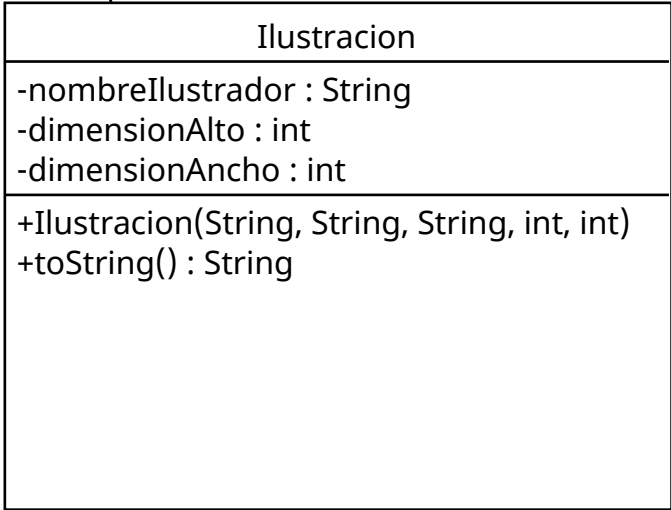 Ilustracion
-nombreIlustrador : String
-dimensionAlto : int
-dimensionAncho : int
+Ilustracion(String, String, String, int, int)
+toString() : String